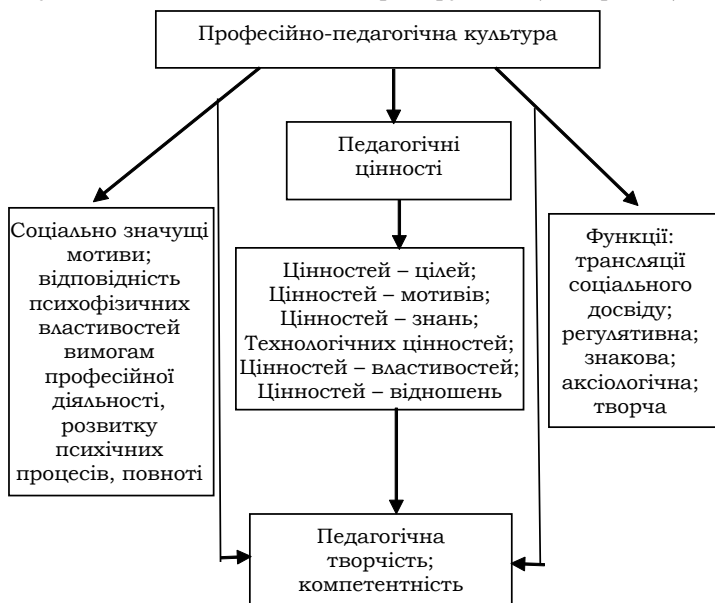 Професійно-педагогічна культура
Педагогічні
цінності
Соціально значущі
мотиви;
відповідність
психофізичних
властивостей
вимогам
професійної
діяльності,
розвитку
психічних
процесів, повноті
Цінностей – цілей;
Цінностей – мотивів;
Цінностей – знань;
Технологічних цінностей;
Цінностей – властивостей;
Цінностей – відношень
Функції:
трансляції
соціального
досвіду;
регулятивна;
знакова;
аксіологічна;
творча
Педагогічна
творчість;
компетентність